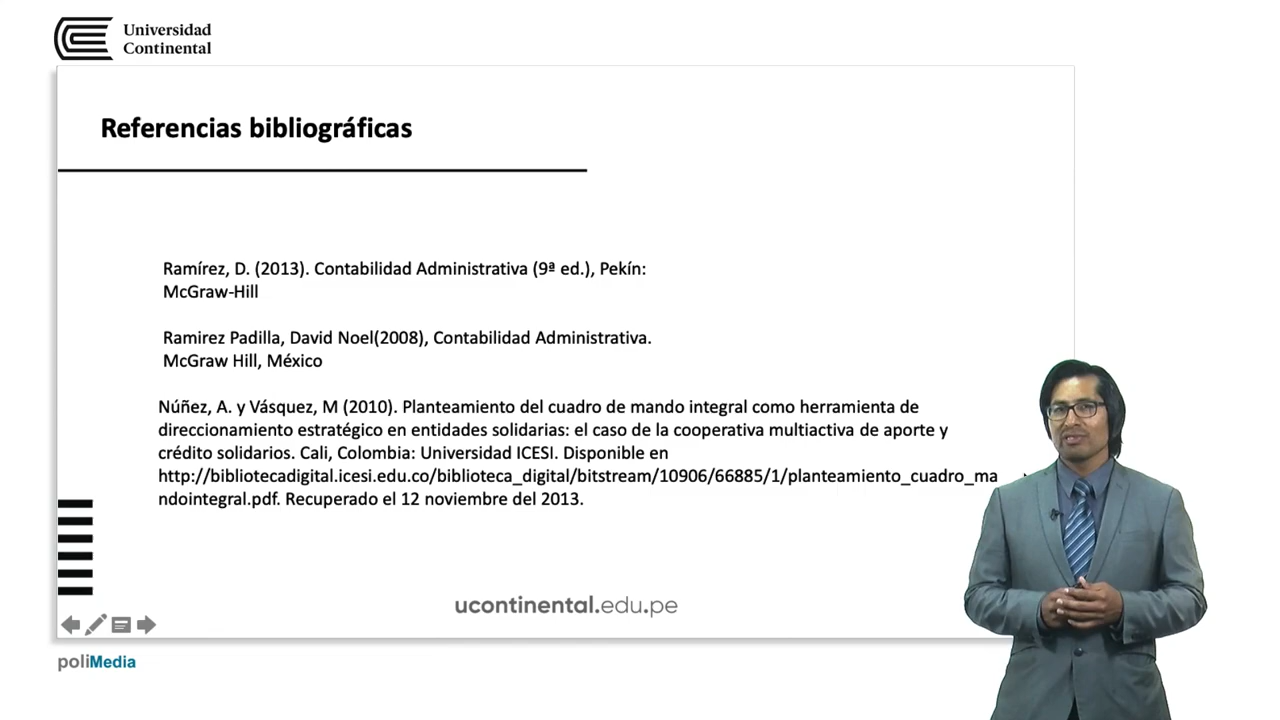 Universidad
Continental
Referencias bibliográficas
Ramírez, D. (2013). Contabilidad Administrativa (9ª ed.), Pekín:
McGraw-Hill
Ramirez Padilla, David Noel(2008), Contabilidad Administrativa.
McGraw Hill, México
Núñez, A. y Vásquez, M (2010). Planteamiento del cuadro de mando integral como herramienta de
direccionamiento estratégico en entidades solidarias: el caso de la cooperativa multiactiva de aporte y
crédito solidarios. Cali, Colombia: Universidad ICESI. Disponible en
http://bibliotecadigital.icesi.edu.co/biblioteca_digital/bitstream/10906/66885/1/planteamiento_cuadro_ma
ndointegral.pdf. Recuperado el 12 noviembre del 2013.
ucontinental.edu.pe
poliMedia